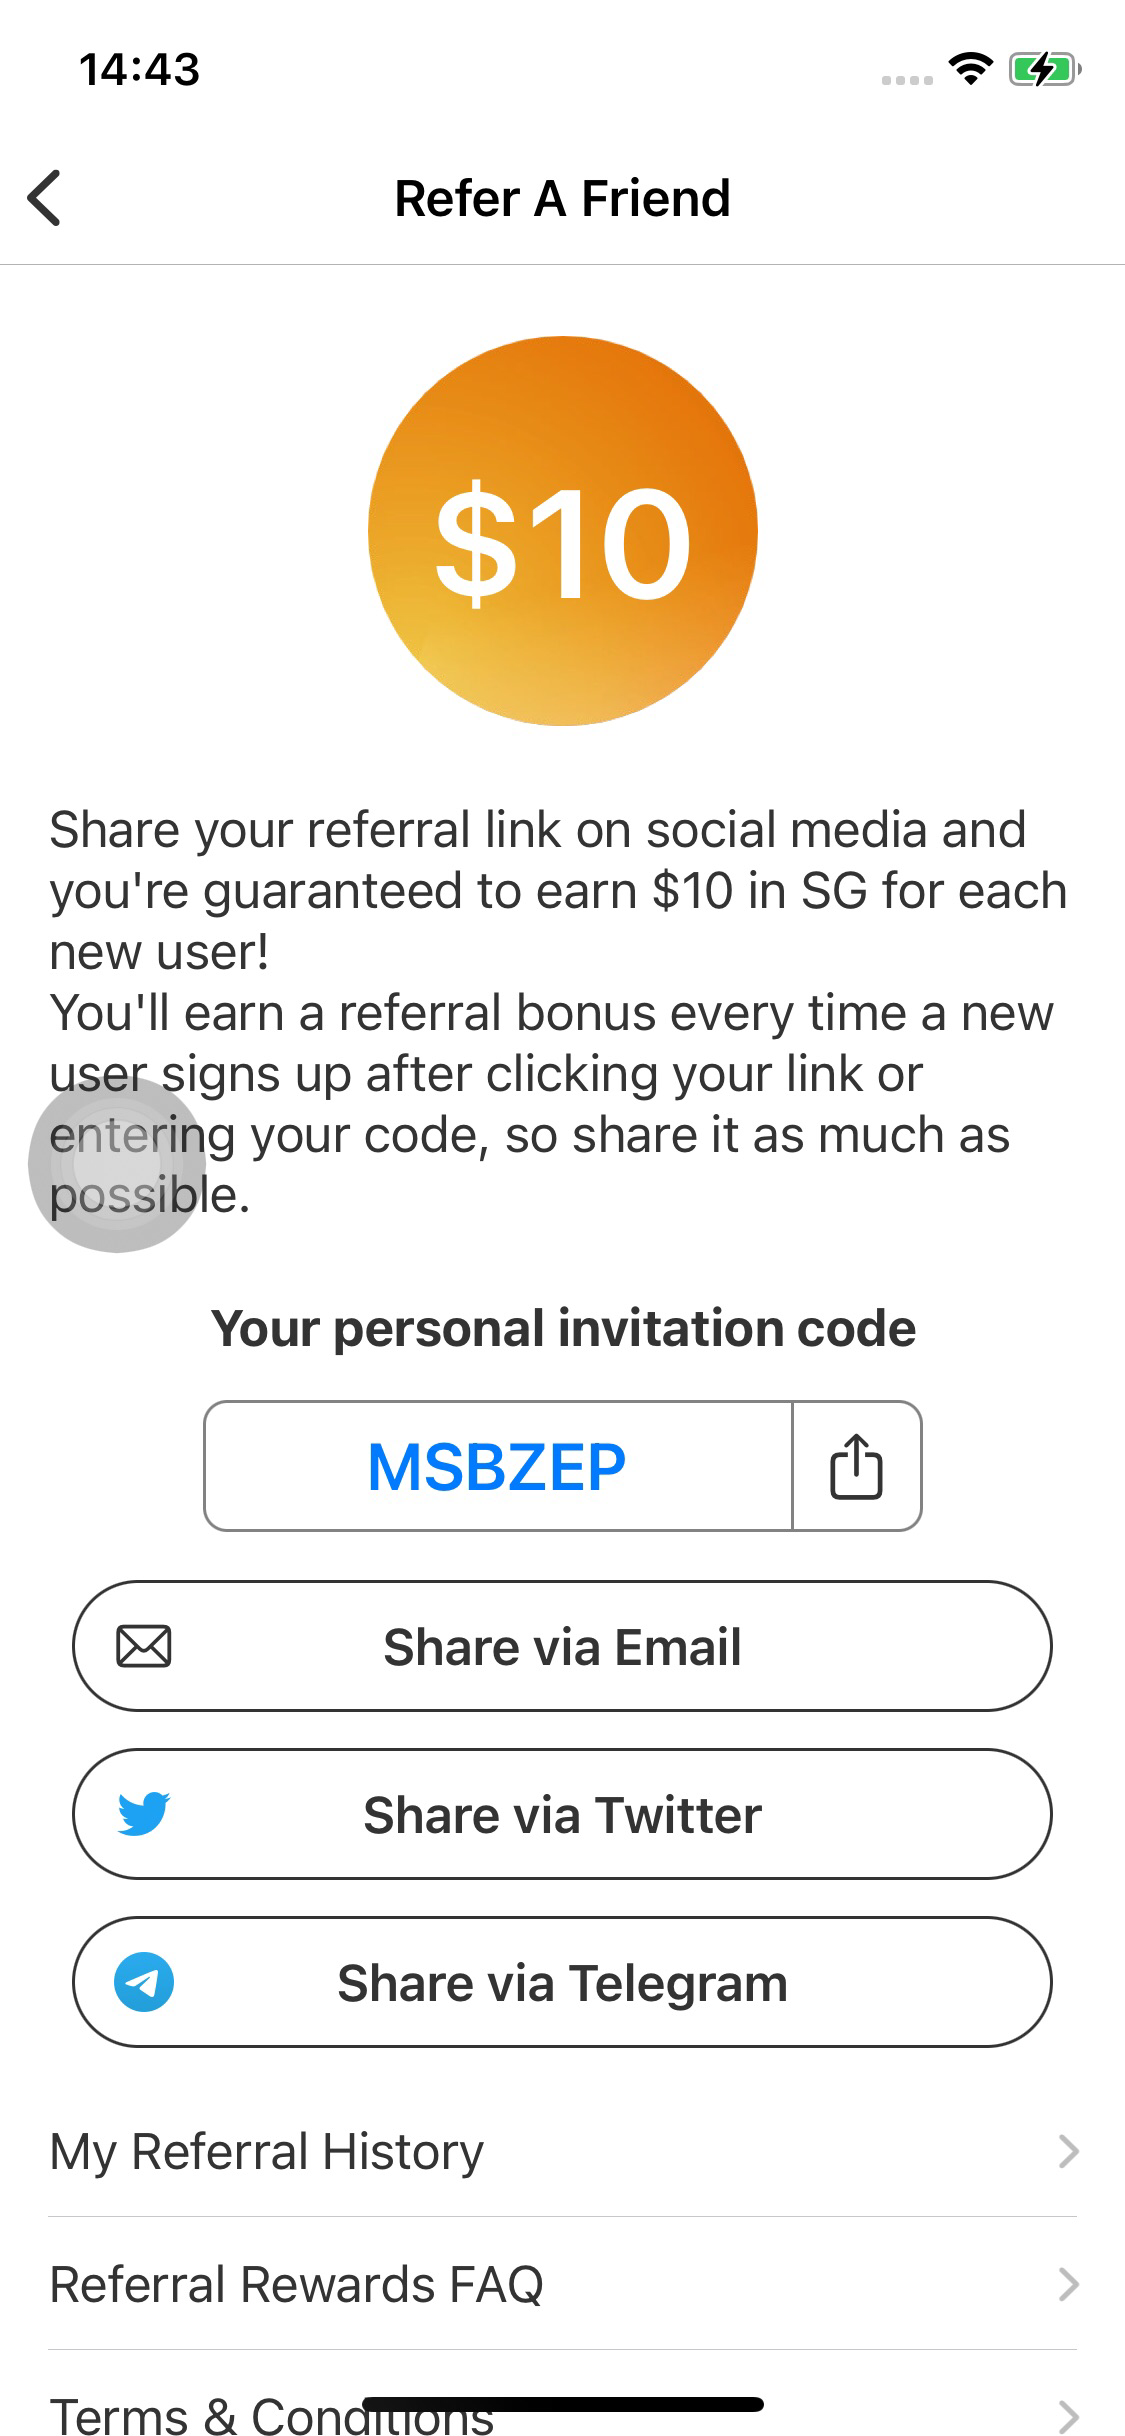 14:43
Refer A Friend
$10
Share your referral link on social media and
you're guaranteed to earn $10 in SG for each
new user!
You'll earn a referral bonus every time a new
user signs up after clicking your link or
entering your code, so share it as much as
possible.
Your personal invitation code
MSBZEP
Share via Email
Share via Twitter
Share via Telegram
My Referral History
Referral Rewards FAQ
Terms & Conditions